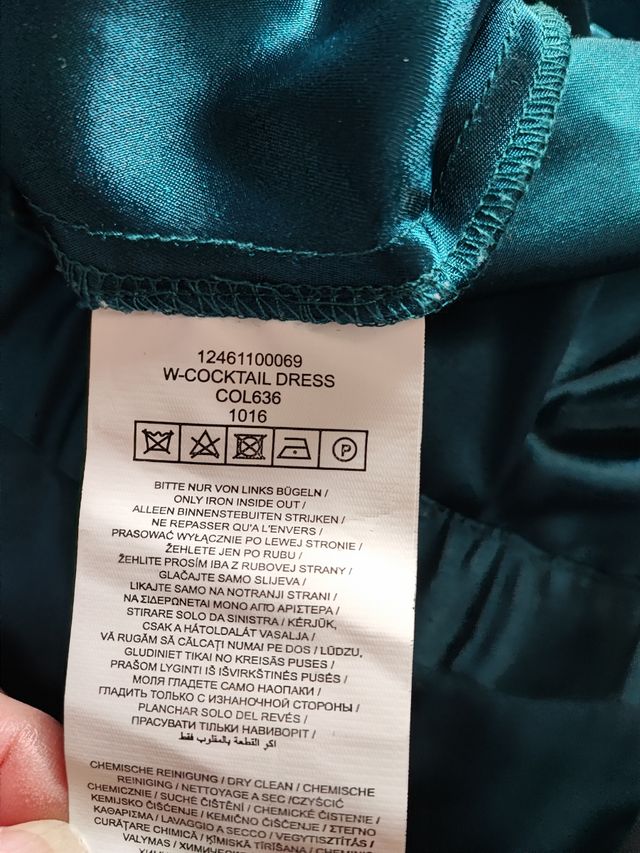 12461100069
W-COCKTAIL DRESS
COL636
1016
P
BITTE NUR VON LINKS BÜGELN /
ONLY IRON INSIDE OUT /
ALLEEN BINNENSTEBUITEN STRIJKEN /
NE REPASSER QU'A L'ENVERS /
PRASOWAĆ WYŁĄCZNIE PO LEWEJ STRONIE /
ŽEHLETE JEN PO RUBU /
ŽEHLITE PROSÍM IBA Z RUBOVEJ STRANY /
GLAČAJTE SAMO SLIJEVA /
LIKAJTE SAMO NA NOTRANJI STRANI /
ΝΑ ΣΙΔΕΡΩΝΕΤΑΙ ΜΟΝΟ ΑΠΟ ΑΡΙΣΤΕΡΑ /
STIRARE SOLO DA SINISTRA / KÉRJÜK,
CSAK A HÁTOLDALÁT VASALJA /
VĂ RUGĂM SĂ CĂLCAȚI NUMAI PE DOS / LŪDZU,
GLUDINIET TIKAI NO KREISĀS PUSES /
PRAŠOM LYGINTI IŠ IŠVIRKŠTINĖS PUSĖS /
МОЛЯ ГЛАДЕТЕ САМО НАОПАКИ /
ГЛАДИТЬ ТОЛЬКО С ИЗНАНОЧНОЙ СТОРОНЫ /
PLANCHAR SOLO DEL REVÉS /
ПРАСУВАТИ ТІЛЬКИ НАВИВОРІТ /
اكو القطعة بالمقلوب فقط
CHEMISCHE REINIGUNG / DRY CLEAN / CHEMISCHE
REINIGING / NETTOYAGE A SEC /CZYŚCIĆ
CHEMICZNIE / SUCHÉ ČIŠTĚNÍ / CHEMICKÉ ČISTENIE /
KEMIJSKO ČIŠĆENJE / KEMIČNO ČIŠČENJE / ΣΤΕΓΝΟ
ΚΑΘΑΡΙΣΜΑ / LAVAGGIO A SECCO / VEGYTISZTÍTÁS /
CURĂȚARE CHIMICĂ / ĶĪMISKĀ TĪRĪŠANA / CHEMINIS
VALYMAS /